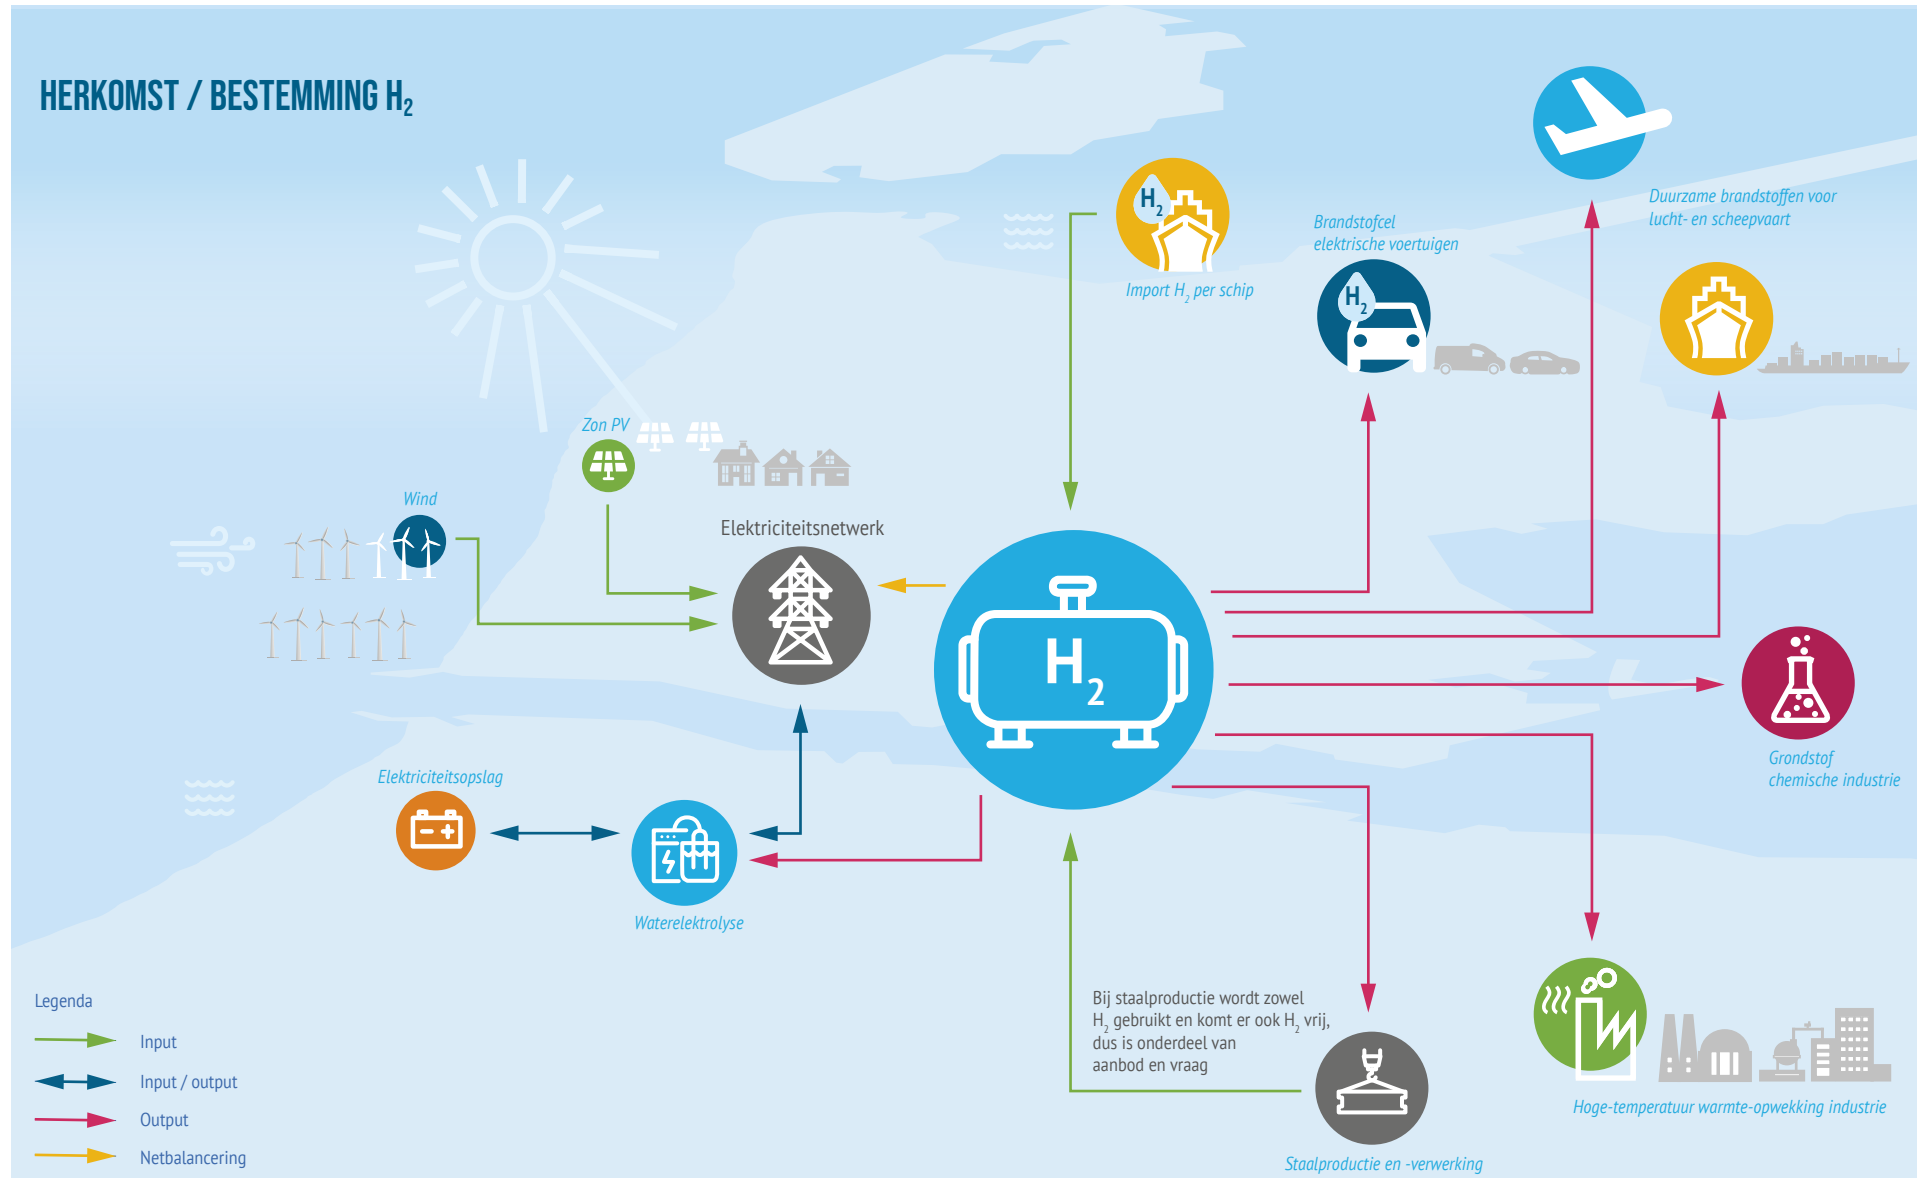 HERKOMST / BESTEMMING H₂
H₂
Import H₂ per schip
Brandstofcel
elektrische voertuigen
H₂
Duurzame brandstoffen voor
lucht- en scheepvaart
Zon PV
Wind
Elektriciteitsnetwerk
H₂
Grondstof
chemische industrie
Elektriciteitsopslag
Waterelektrolyse
Bij staalproductie wordt zowel
H₂ gebruikt en komt er ook H₂ vrij,
dus is onderdeel van
aanbod en vraag
Hoge-temperatuur warmte-opwekking industrie
Staalproductie en -verwerking
Legenda
Input
Input / output
Output
Netbalancering